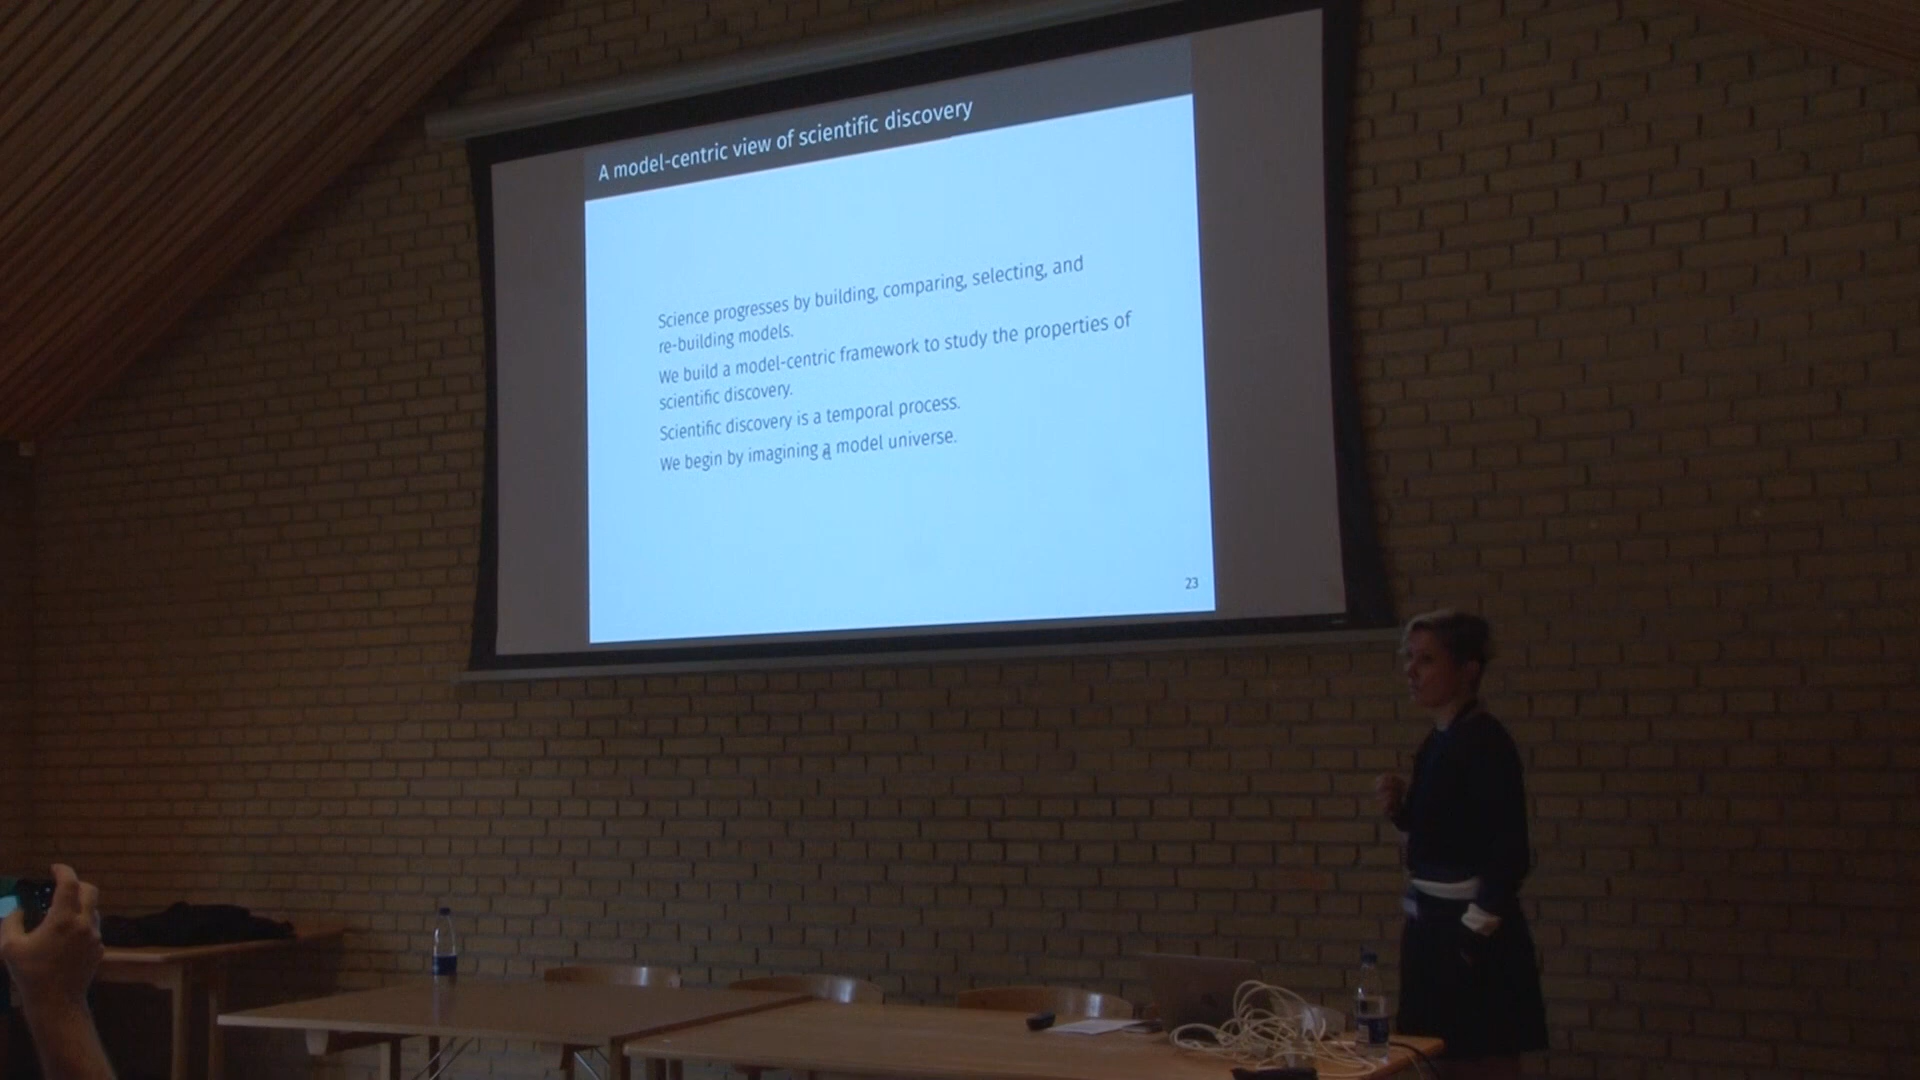 A model-centric view of scientific discovery
Science progresses by building, comparing, selecting, and
re-building models.
We build a model-centric framework to study the properties of
scientific discovery.
Scientific discovery is a temporal process.
We begin by imagining a model universe.
23